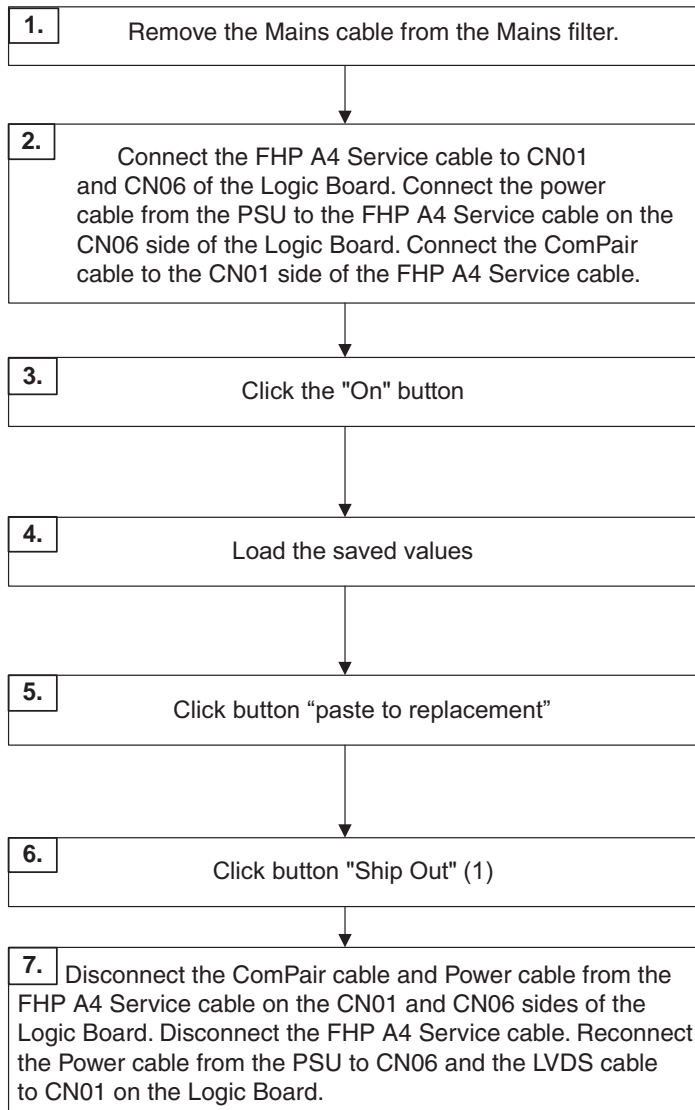 1.
Remove the Mains cable from the Mains filter.
2.
Connect the FHP A4 Service cable to CN01
and CN06 of the Logic Board. Connect the power
cable from the PSU to the FHP A4 Service cable on the
CN06 side of the Logic Board. Connect the ComPair
cable to the CN01 side of the FHP A4 Service cable.
3.
Click the "On" button
4.
Load the saved values
5.
Click button “paste to replacement”
6.
Click button "Ship Out" (1)
7. Disconnect the ComPair cable and Power cable from the
FHP A4 Service cable on the CN01 and CN06 sides of the
Logic Board. Disconnect the FHP A4 Service cable. Reconnect
the Power cable from the PSU to CN06 and the LVDS cable
to CN01 on the Logic Board.